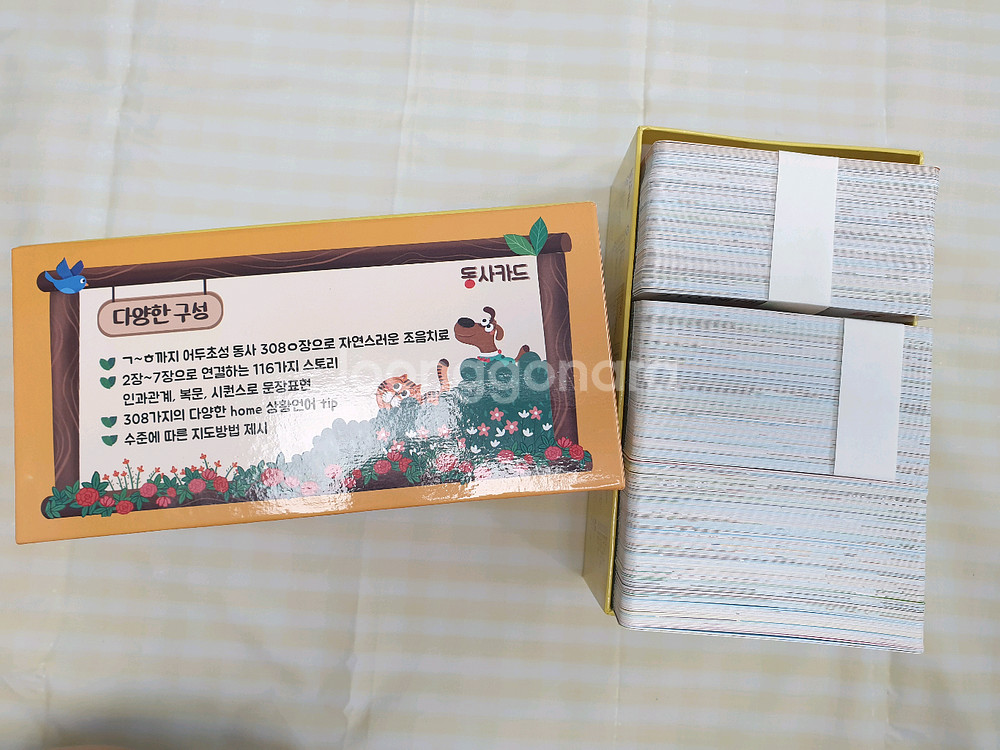 동사카드
다양한 구성
ㄱ~ㅎ까지 어두초성 동사 308ㅇ장으로 자연스러운 조음치료
2장~7장으로 연결하는 116가지 스토리
인과관계, 복문, 시퀀스로 문장표현
308가지의 다양한 home 상황언어 tip
수준에 따른 지도방법 제시
joonggonara